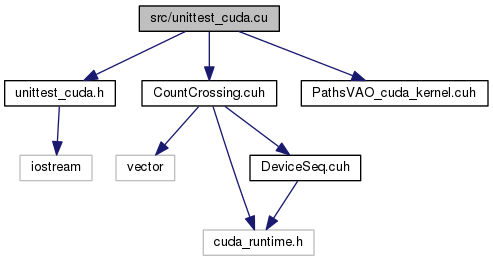 src/unittest_cuda.cu
unittest_cuda.h
CountCrossing.cuh
PathsVAO_cuda_kernel.cuh
iostream
vector
DeviceSeq.cuh
cuda_runtime.h